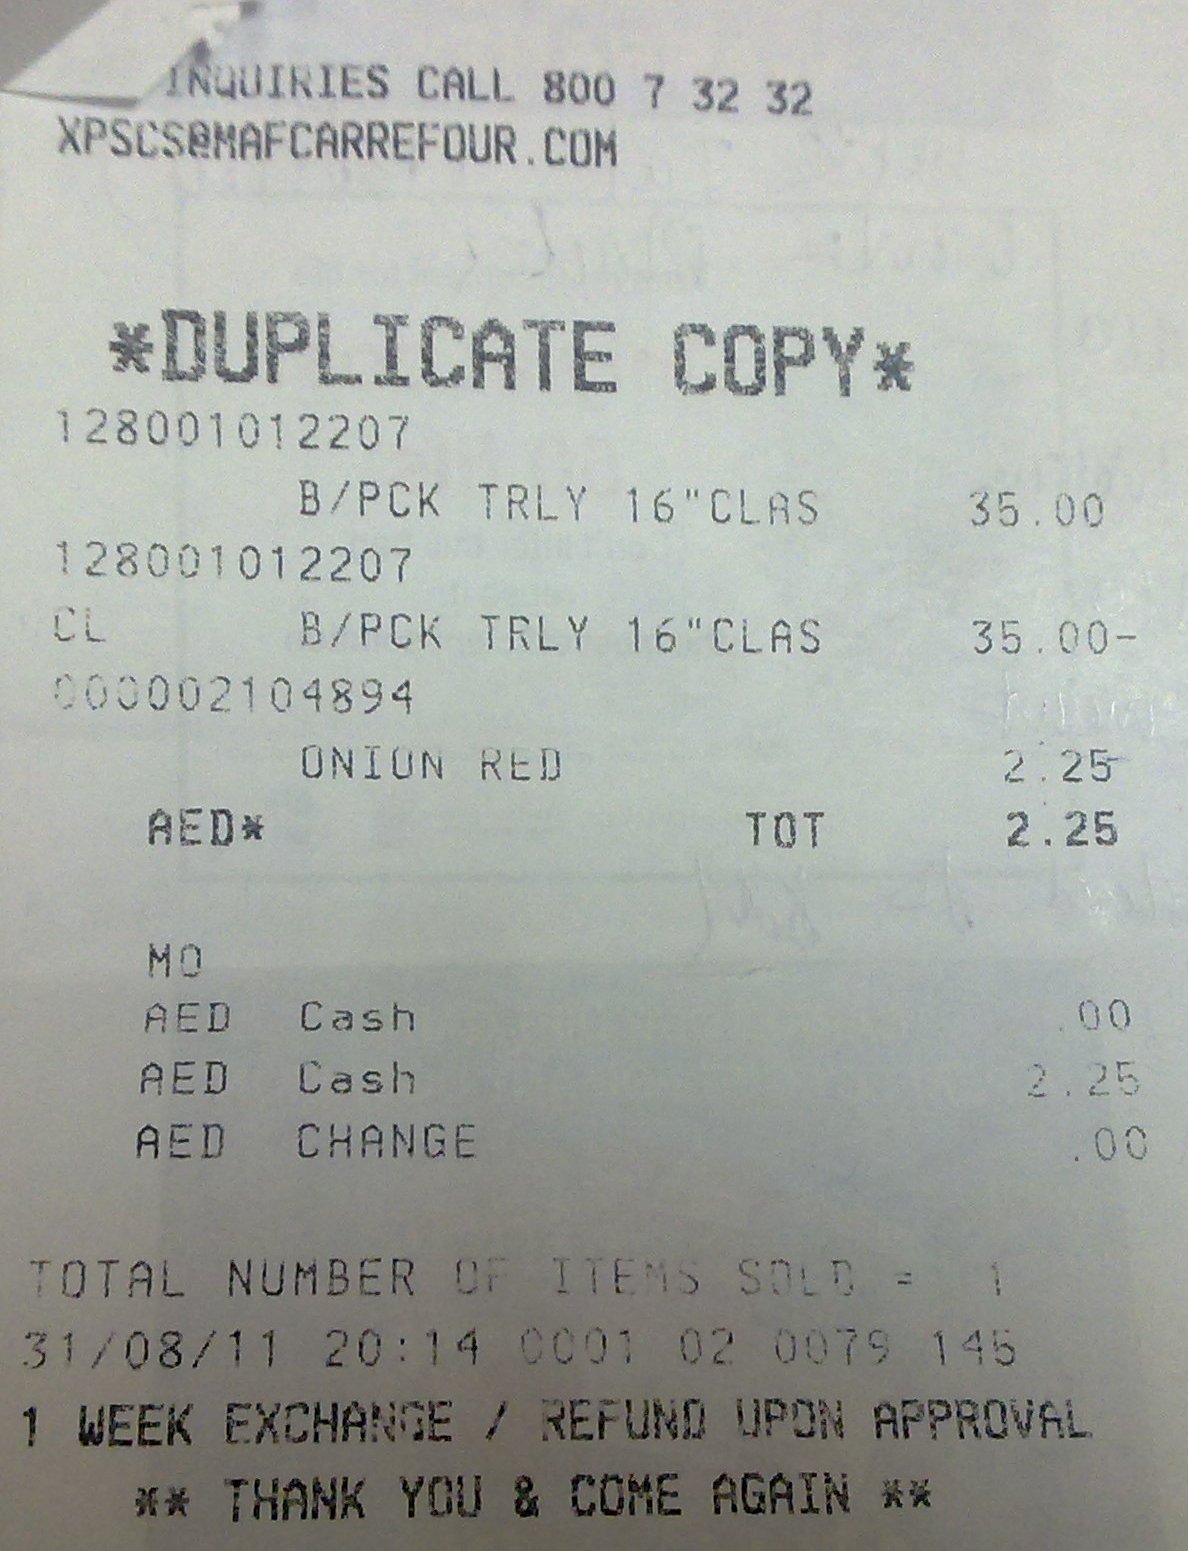 INQUIRIES CALL 800 7 32 32
XPSCS@MAFCARREFOUR.COM
*DUPLICATE COPY*
128001012207
B/PCK TRLY 16"CLAS 35.00
128001012207
CL B/PCK TRLY 16"CLAS 35.00-
000002104894
ONION RED 2.25
AED* TOT 2.25
MO
AED Cash .00
AED Cash 2.25
AED CHANGE .00
TOTAL NUMBER OF ITEMS SOLD = 1
31/08/11 20:14 0001 02 0079 145
1 WEEK EXCHANGE / REFUND UPON APPROVAL
** THANK YOU & COME AGAIN **